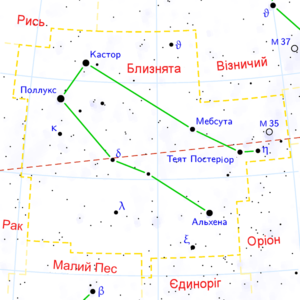 Рись
ϑ
ϑ
Кастор
М 37
Близнята
Візничий
Поллукс
ι
М 35
κ
Мебсута
η
δ
Теят Постеріор
λ
Альхена
Рак
ξ
Оріон
Малий Пес
Єдиноріг
β